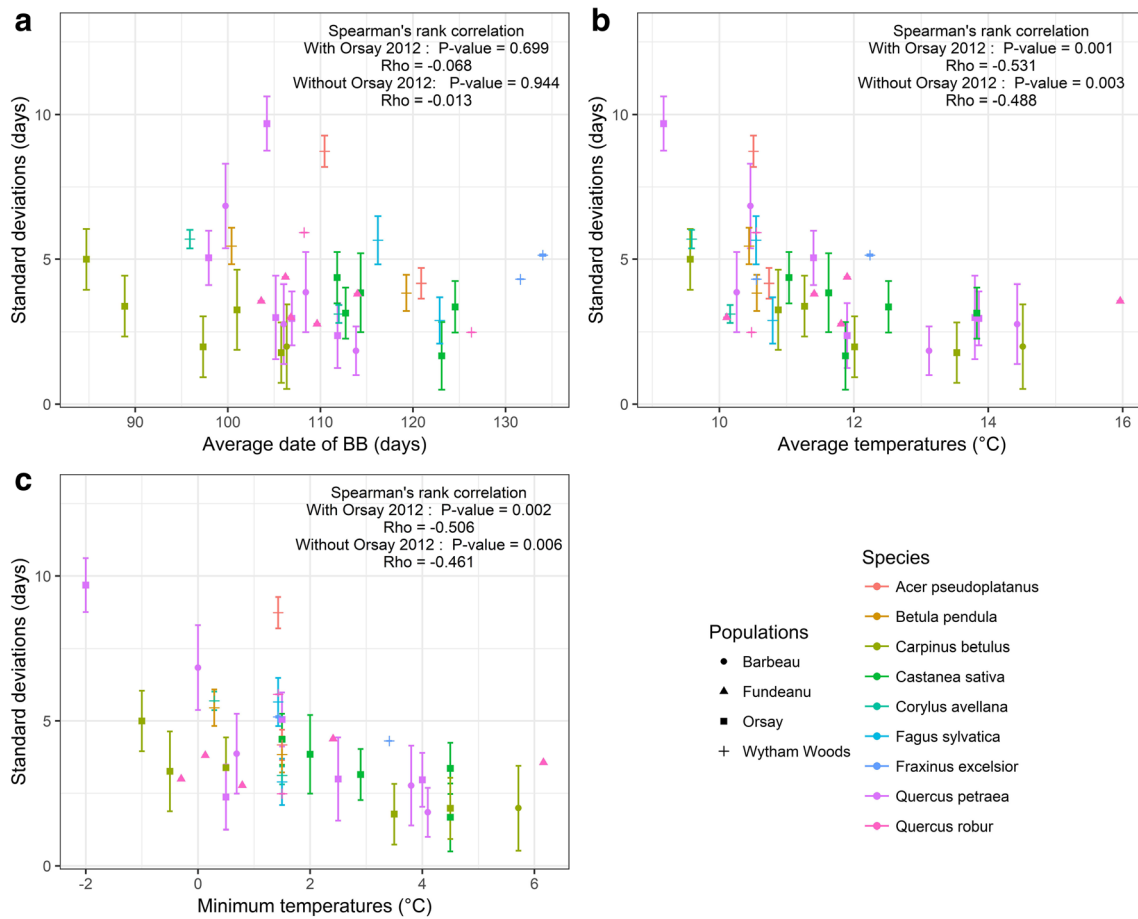 a
Spearman's rank correlation
With Orsay 2012 :  P-value = 0.699
Rho = -0.068
Without Orsay 2012:   P-value = 0.944
Rho = -0.013
Standard deviations (days)
10
5
0
90
100
110
120
130
Average date of BB (days)
b
Spearman's rank correlation
With Orsay 2012 :  P-value = 0.001
Rho = -0.531
Without Orsay 2012 :  P-value = 0.003
Rho = -0.488
Standard deviations (days)
10
5
0
10
12
14
16
Average temperatures (°C)
c
Spearman's rank correlation
With Orsay 2012 :  P-value = 0.002
Rho = -0.506
Without Orsay 2012 :  P-value = 0.006
Rho = -0.461
Standard deviations (days)
10
5
0
-2
0
2
4
6
Minimum temperatures (°C)
Populations
Barbeau
Fundeanu
Orsay
Wytham Woods
Species
Acer pseudoplatanus
Betula pendula
Carpinus betulus
Castanea sativa
Corylus avellana
Fagus sylvatica
Fraxinus excelsior
Quercus petraea
Quercus robur